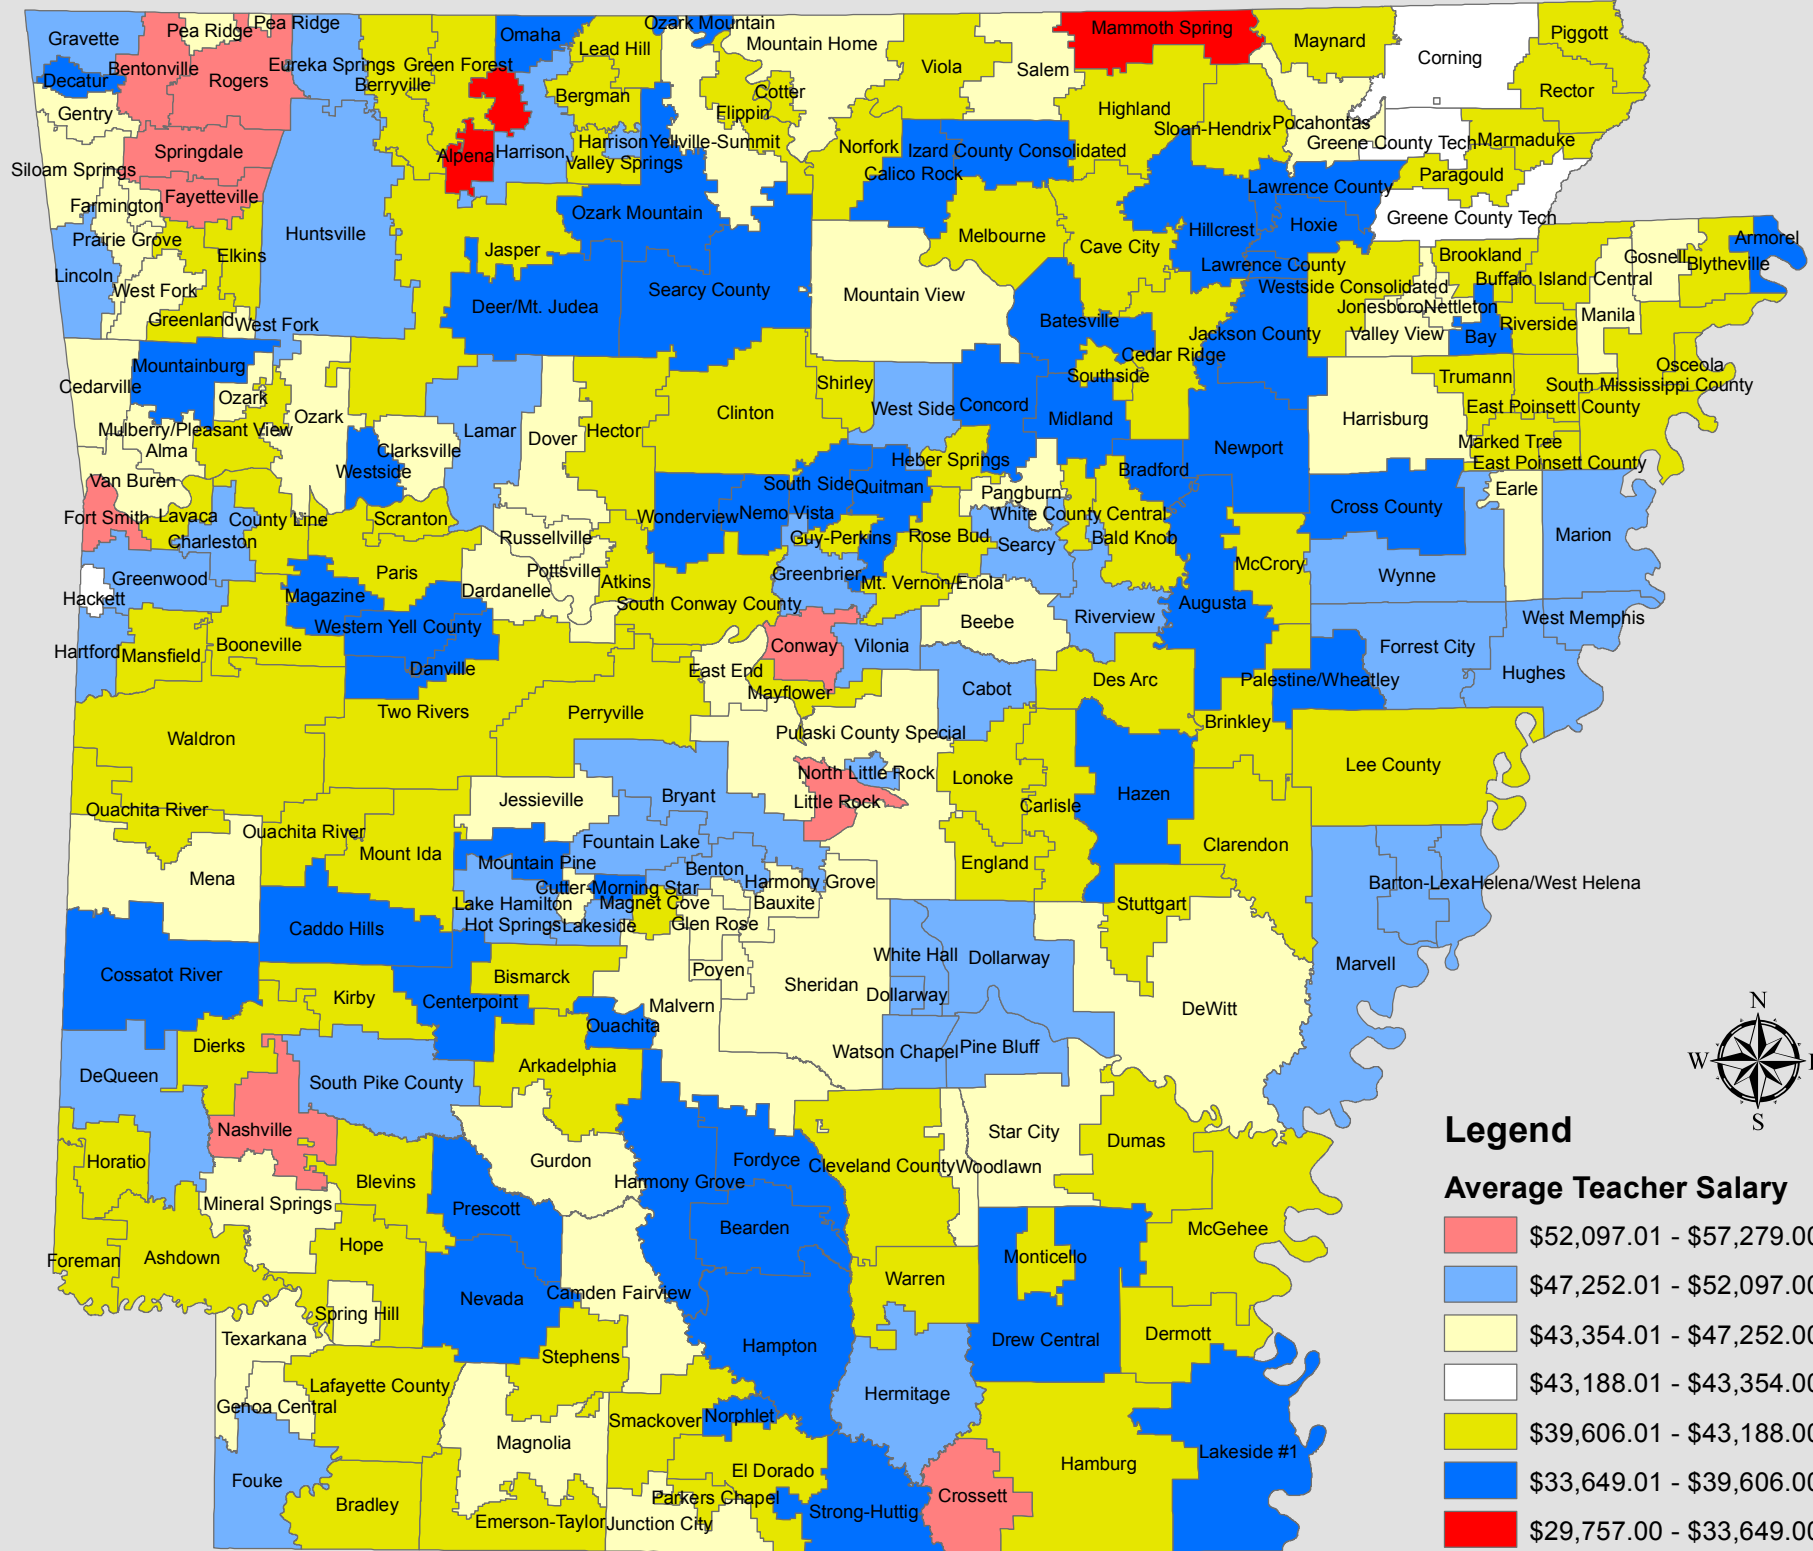 Gravette
Pea Ridge
Pea Ridge
Omaha
Ozark Mountain
Mountain Home
Mammoth Spring
Maynard
Corning
Piggott
Decatur
Bentonville
Rogers
Eureka Springs
Berryville
Green Forest
Lead Hill
Bergman
Viola
Salem
Rector
Gentry
Cotter
Flippin
Highland
Sloan-Hendrix
Pocahontas
Greene County Tech
Marmaduke
Springdale
Siloam Springs
Alpena
Harrison
Harrison
Valley Springs
Yellville-Summit
Norfork
Izard County Consolidated
Calico Rock
Paragould
Fayetteville
Farmington
Lawrence County
Greene County Tech
Ozark Mountain
Hoxie
Hillcrest
Huntsville
Prairie Grove
Elkins
Jasper
Melbourne
Cave City
Armorel
Lincoln
Brookland
Gosnell
Blytheville
Lawrence County
Westside Consolidated
Buffalo Island Central
West Fork
Searcy County
Mountain View
Deer/Mt. Judea
Jonesboro
Nettleton
Manila
Greenland
West Fork
Batesville
Jackson County
Valley View
Bay
Riverside
Cedarville
Mountainburg
Cedar Ridge
Southside
Trumann
Osceola
South Mississippi County
Ozark
Ozark
Shirley
West Side
Concord
Midland
Harrisburg
East Poinsett County
Clinton
Mulberry/Pleasant View
Lamar
Dover
Hector
Alma
Clarksville
Westside
Newport
Marked Tree
East Poinsett County
Heber Springs
Bradford
Van Buren
South Side
Quitman
Pangburn
Earle
Fort Smith
Lavaca
County Line
Scranton
Wonderview
Nemo Vista
White County Central
Cross County
Charleston
Russellville
Guy-Perkins
Rose Bud
Searcy
Bald Knob
Marion
Greenwood
Paris
Pottsville
Atkins
Greenbrier
Mt. Vernon/Enola
McCrory
Wynne
Hackett
Magazine
Dardanelle
South Conway County
Augusta
Western Yell County
Beebe
Riverview
West Memphis
Hartford
Mansfield
Booneville
Danville
Conway
Vilonia
Forrest City
Hughes
East End
Mayflower
Cabot
Des Arc
Palestine/Wheatley
Waldron
Two Rivers
Perryville
Pulaski County Special
Brinkley
Lee County
North Little Rock
Lonoke
Hazen
Ouachita River
Jessieville
Bryant
Little Rock
Carlisle
Ouachita River
Mount Ida
Fountain Lake
Clarendon
Mena
Mountain Pine
Benton
England
Cutter-Morning Star
Harmony Grove
Barton-Lexa
Helena/West Helena
Lake Hamilton
Magnet Cove
Bauxite
Stuttgart
Caddo Hills
Hot Springs
Lakeside
Glen Rose
Cossatot River
Bismarck
Poyen
White Hall
Dollarway
Marvell
Kirby
Centerpoint
Malvern
Sheridan
Dollarway
DeWitt
Dierks
Ouachita
Watson Chapel
Pine Bluff
DeQueen
South Pike County
Arkadelphia
Nashville
Star City
Dumas
Horatio
Gurdon
Fordyce
Cleveland County
Woodlawn
Blevins
Harmony Grove
Mineral Springs
Prescott
Bearden
McGehee
Foreman
Ashdown
Hope
Monticello
Warren
Nevada
Camden Fairview
Spring Hill
Texarkana
Hampton
Drew Central
Dermott
Stephens
Lafayette County
Genoa Central
Hermitage
Smackover
Norphlet
Magnolia
Lakeside #1
Fouke
El Dorado
Hamburg
Bradley
Parkers Chapel
Crossett
Emerson-Taylor
Junction City
Strong-Huttig
N
W
S
Legend
Average Teacher Salary
$52,097.01 - $57,279.00
$47,252.01 - $52,097.00
$43,354.01 - $47,252.00
$43,188.01 - $43,354.00
$39,606.01 - $43,188.00
$33,649.01 - $39,606.00
$29,757.00 - $33,649.00